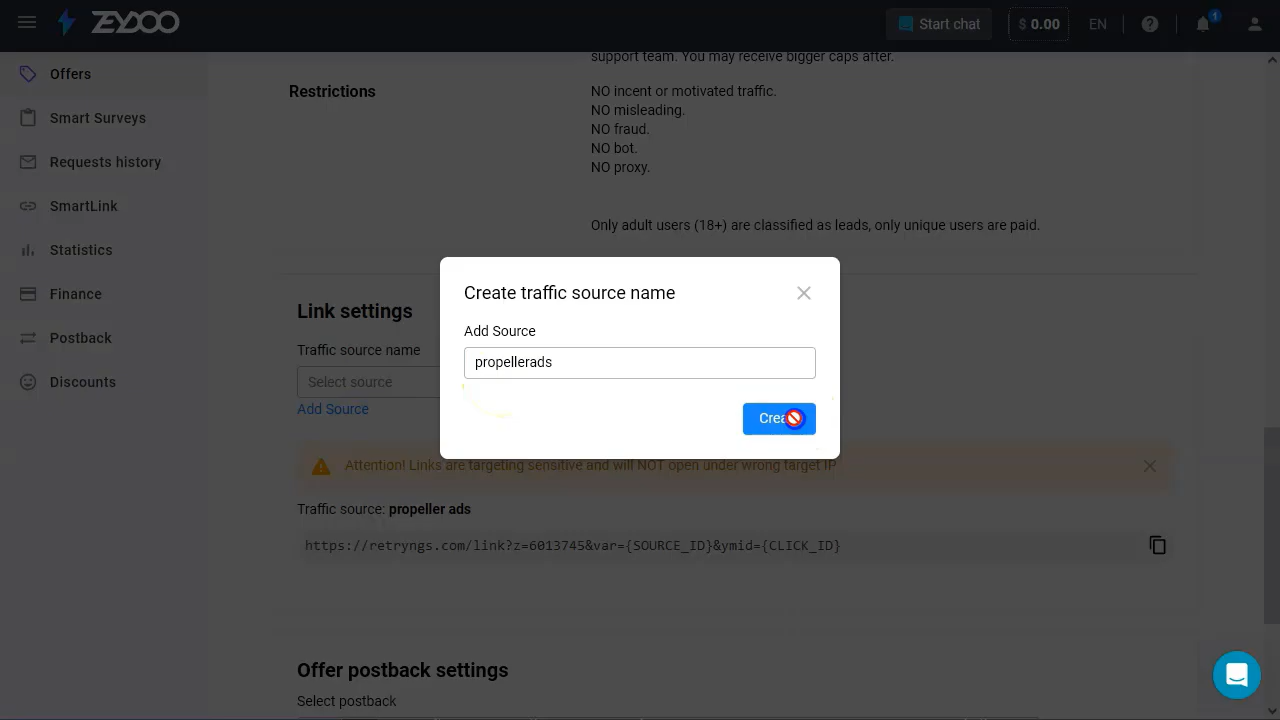 ZEYDOO
Start chat
$ 0.00
EN
1
Offers
Smart Surveys
Requests history
SmartLink
Statistics
Finance
Postback
Discounts
support team. You may receive bigger caps after.
Restrictions
NO incent or motivated traffic.
NO misleading.
NO fraud.
NO bot.
NO proxy.
Only adult users (18+) are classified as leads, only unique users are paid.
Create traffic source name
Add Source
propellerads
Link settings
Traffic source name
Select source
Add Source
Attention! Links are targeting sensitive and will NOT open under wrong target IP
Traffic source: propeller ads
https://retryngs.com/link?z=6013745&var={SOURCE_ID}&ymid={CLICK_ID}
Offer postback settings
Select postback